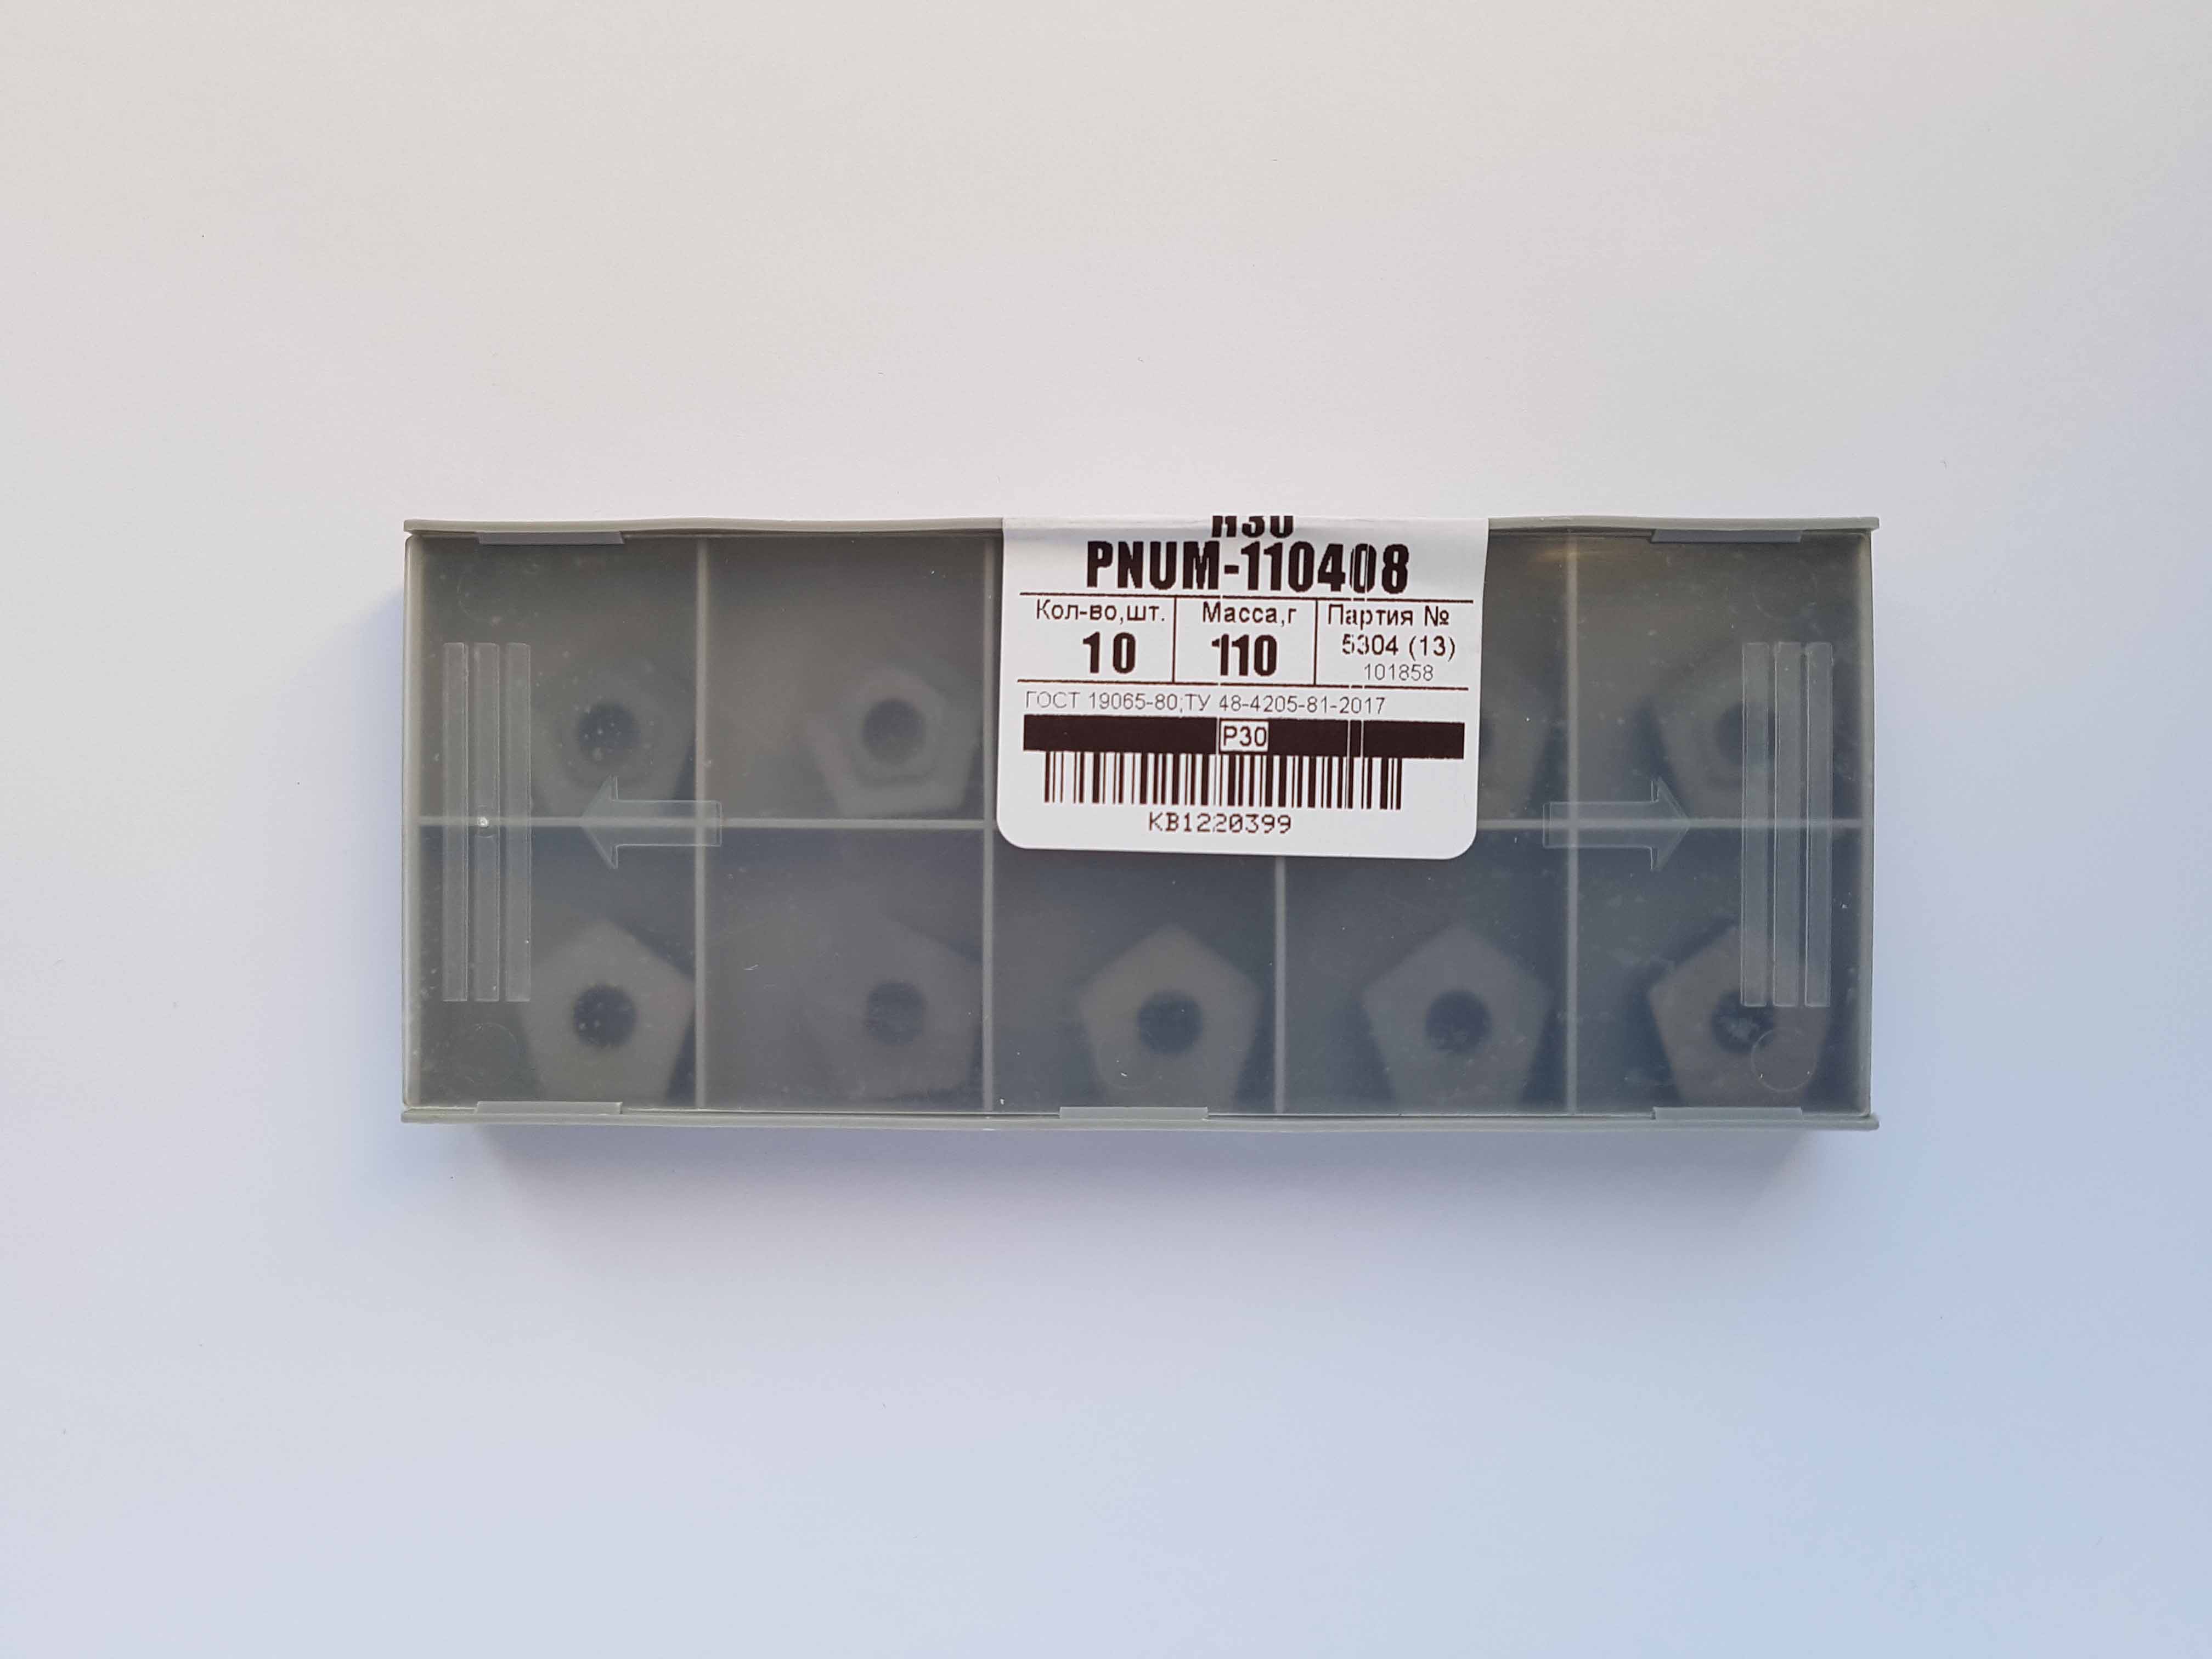 PNUM-110408
Кол-во,шт. Масса,г Партия №
10 110 5304 (13)
101858
ГОСТ 19065-80;ТУ 48-4205-81-2017
P30
KB1220399